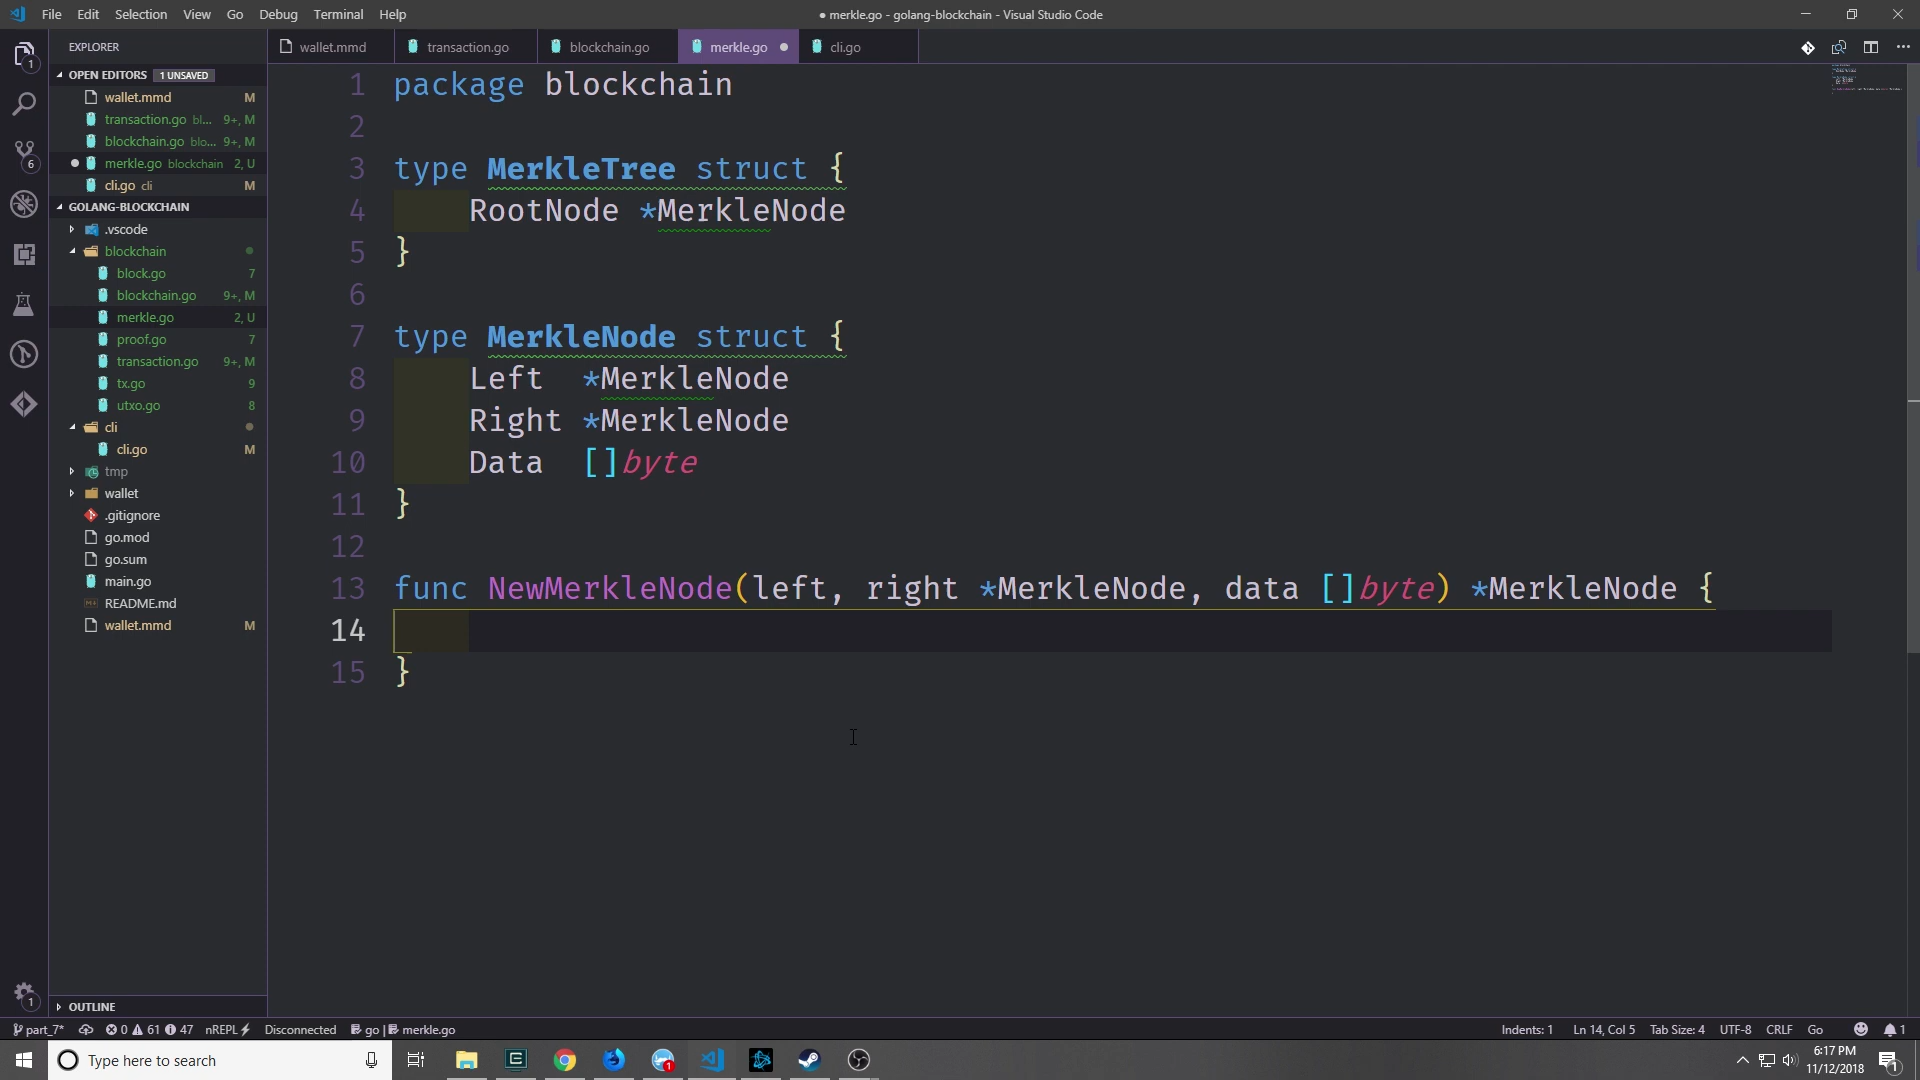 File Edit Selection View Go Debug Terminal Help
● merkle.go - golang-blockchain - Visual Studio Code
EXPLORER
wallet.mmd
transaction.go
blockchain.go
merkle.go
cli.go
OPEN EDITORS 1 UNSAVED
wallet.mmd M
transaction.go bl... 9+, M
blockchain.go blo... 9+, M
merkle.go blockchain 2, U
cli.go cli M
GOLANG-BLOCKCHAIN
.vscode
blockchain
block.go 7
blockchain.go 9+, M
merkle.go 2, U
proof.go 7
transaction.go 9+, M
tx.go 9
utxo.go 8
cli
cli.go M
tmp
wallet
.gitignore
go.mod
go.sum
main.go
README.md
wallet.mmd M
OUTLINE
1
6
1
1 package blockchain
2
3 type MerkleTree struct {
4 RootNode *MerkleNode
5 }
6
7 type MerkleNode struct {
8 Left *MerkleNode
9 Right *MerkleNode
10 Data []byte
11 }
12
13 func NewMerkleNode(left, right *MerkleNode, data []byte) *MerkleNode {
14
15 }
part_7* 0 61 47 nREPL Disconnected go | merkle.go
Indents: 1 Ln 14, Col 5 Tab Size: 4 UTF-8 CRLF Go 1
Type here to search
1
6:17 PM
11/12/2018
1